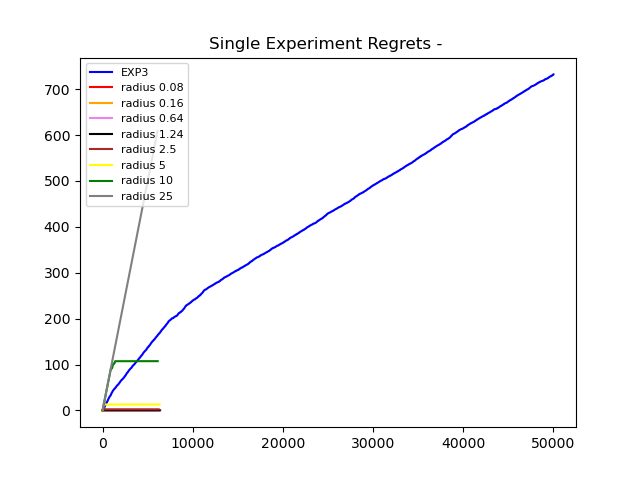 Single Experiment Regrets -
EXP3
radius 0.08
radius 0.16
radius 0.64
radius 1.24
radius 2.5
radius 5
radius 10
radius 25
700
600
500
400
300
200
100
0
0 10000 20000 30000 40000 50000